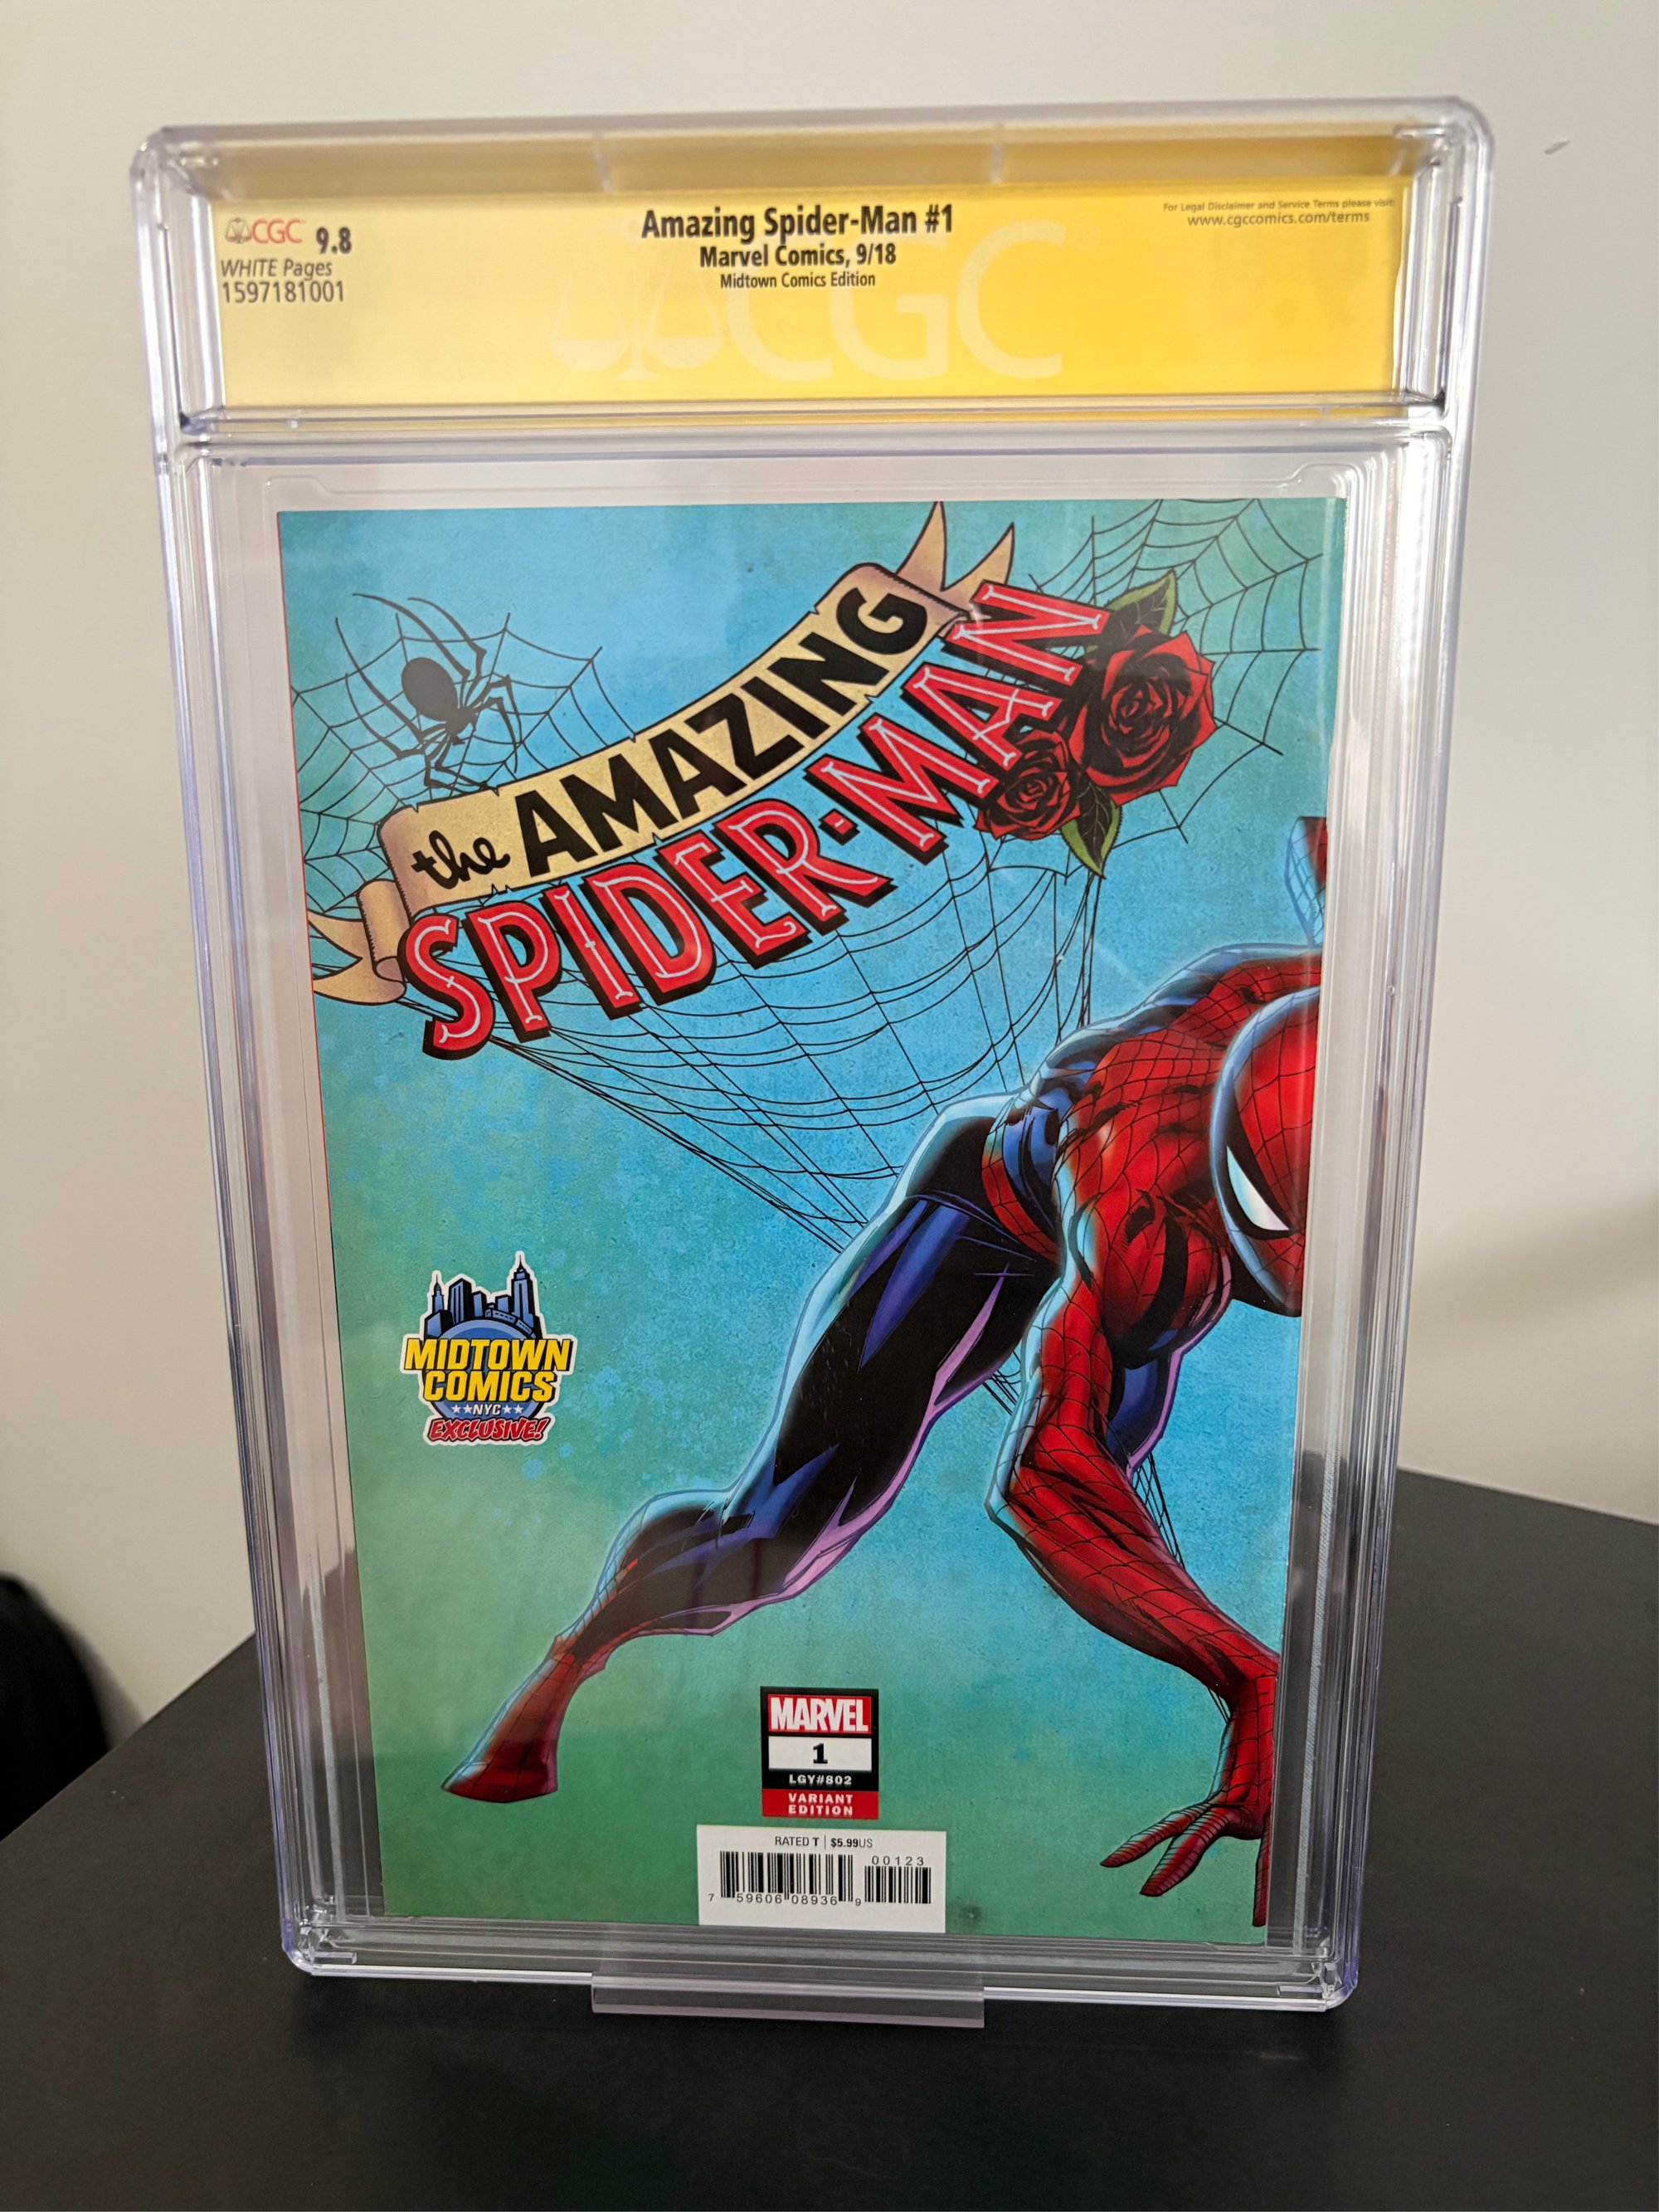 CGC 9.8
WHITE Pages
1597181001
Amazing Spider-Man #1
Marvel Comics, 9/18
Midtown Comics Edition
For Legal Disclaimer and Service Terms please visit:
www.cgccomics.com/terms
CGC
the AMAZING
SPIDER-MAN
MIDTOWN
COMICS
★★NYC★★
EXCLUSIVE!
MARVEL
1
LGY#802
VARIANT
EDITION
RATED T | $5.99US
00123
7 59606 08936 9